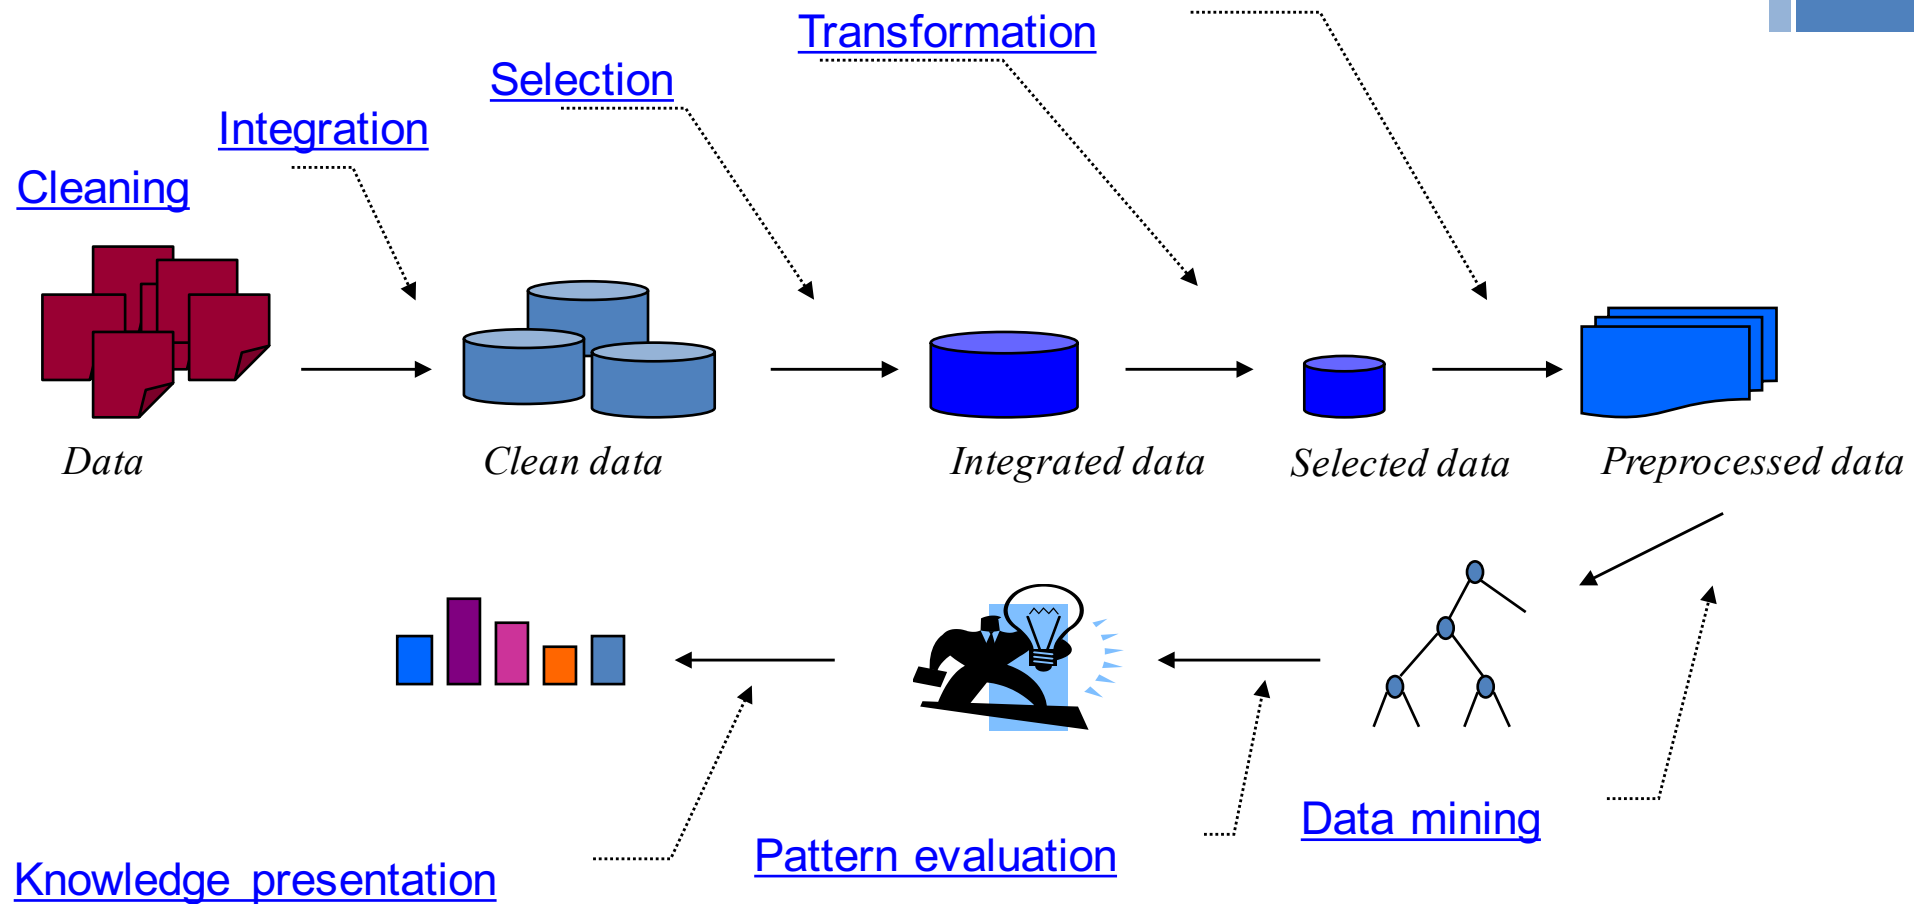 Transformation
Selection
Integration
Cleaning
Data
Clean data
Integrated data
Selected data
Preprocessed data
Data mining
Pattern evaluation
Knowledge presentation